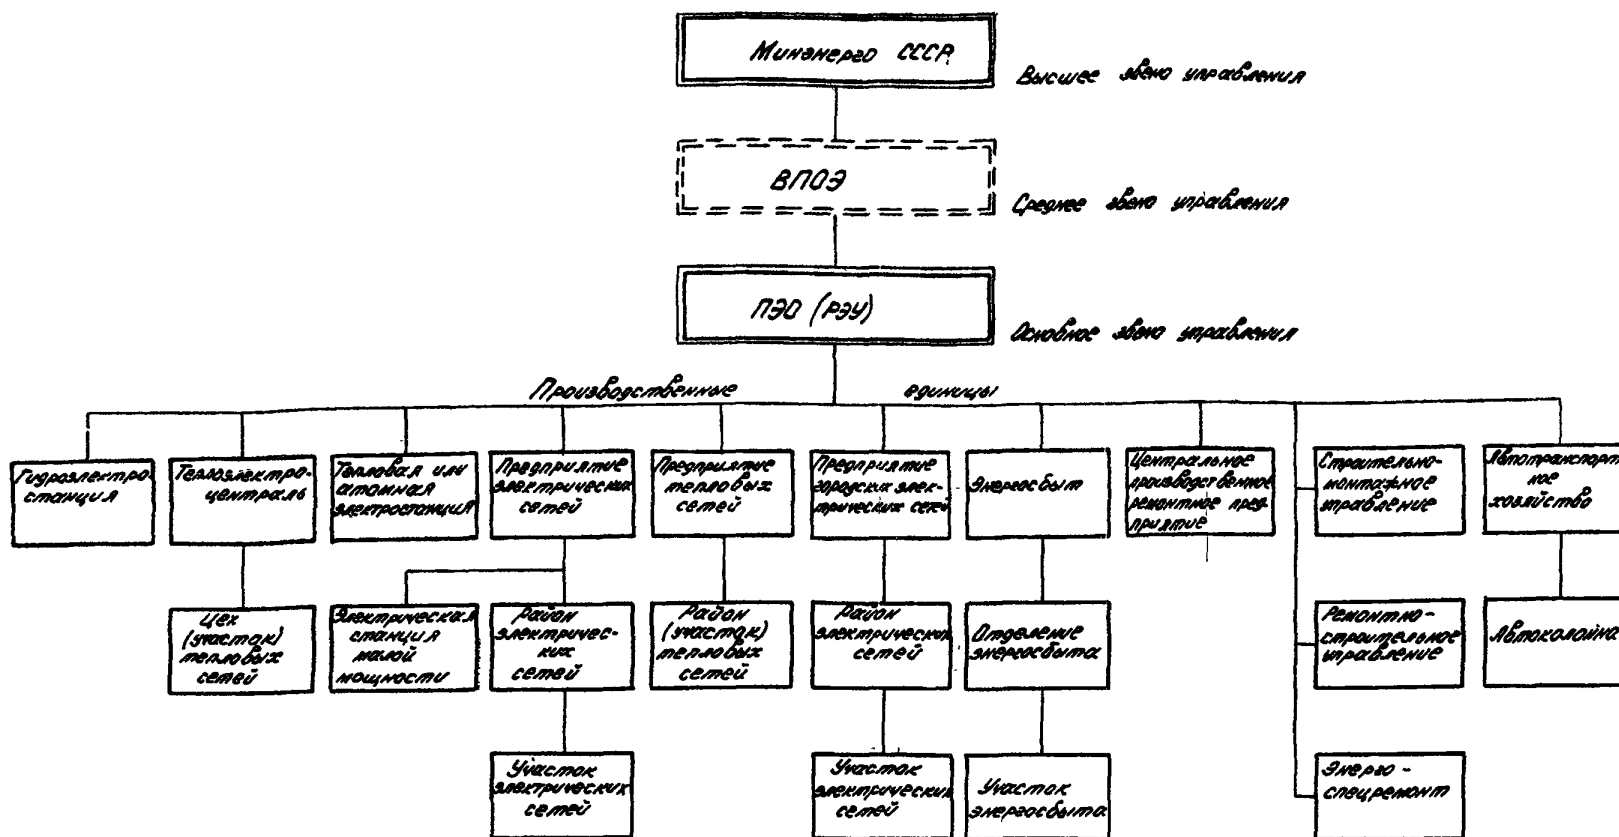 Минэнерго СССР
Высшее звено управления
ВПОЭ
Среднее звено управления
ПЭО (РЭУ)
Основное звено управления
Производственные единицы
Гидроэлектро-
станция
Теплоэлектро-
централь
Тепловая или
атомная
электростанция
Предприятие
электрических
сетей
Предприятие
тепловых
сетей
Предприятие
городских элек-
трических сетей
Энергосбыт
Центральное
производственное
ремонтное пред-
приятие
Строительно-
монтажное
управление
Автотранспорт
ное
хозяйство
Цех
(участок)
тепловых
сетей
Электрическая
станция
малой
мощности
Район
электричес-
ких
сетей
Район
(участок)
тепловых
сетей
Район
электрических
сетей
Отделение
энергосбыта
Ремонтно-
строительное
управление
Автоколонна
Участок
электрических
сетей
Участок
электрических
сетей
Участок
энергосбыта
Энерго-
спецремонт